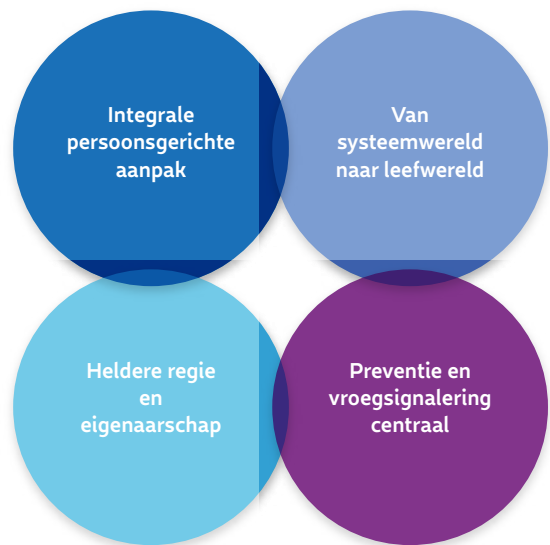 Integrale
persoonsgerichte
aanpak
Van
systeemwereld
naar leefwereld
Heldere regie
en
eigenaarschap
Preventie en
vroegsignalering
centraal